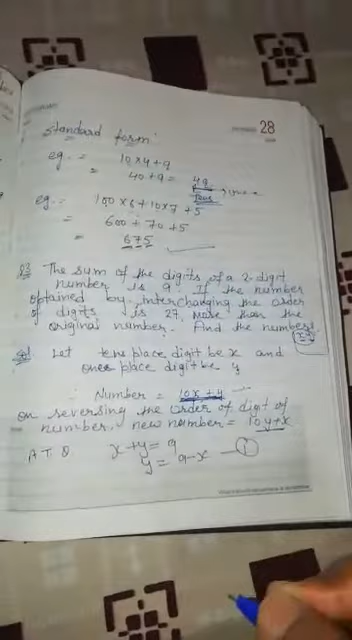 28
Standard form
eg. = 10×4+9
= 40+9 = 49
eg. = 100×6+10×7+5
= 600+70+5
= 675
The sum of the digits of a 2-digit
number is 9. If the number
obtained by interchanging the order
of digits is 27, more than the
original number. And the number
Let tens place digit be x and
ones place digit be y
∴ Number = 10x+y
on reversing the order of digit of
number, new number = 10y+x
A T Q x+y = 9
y = 9-x — ①